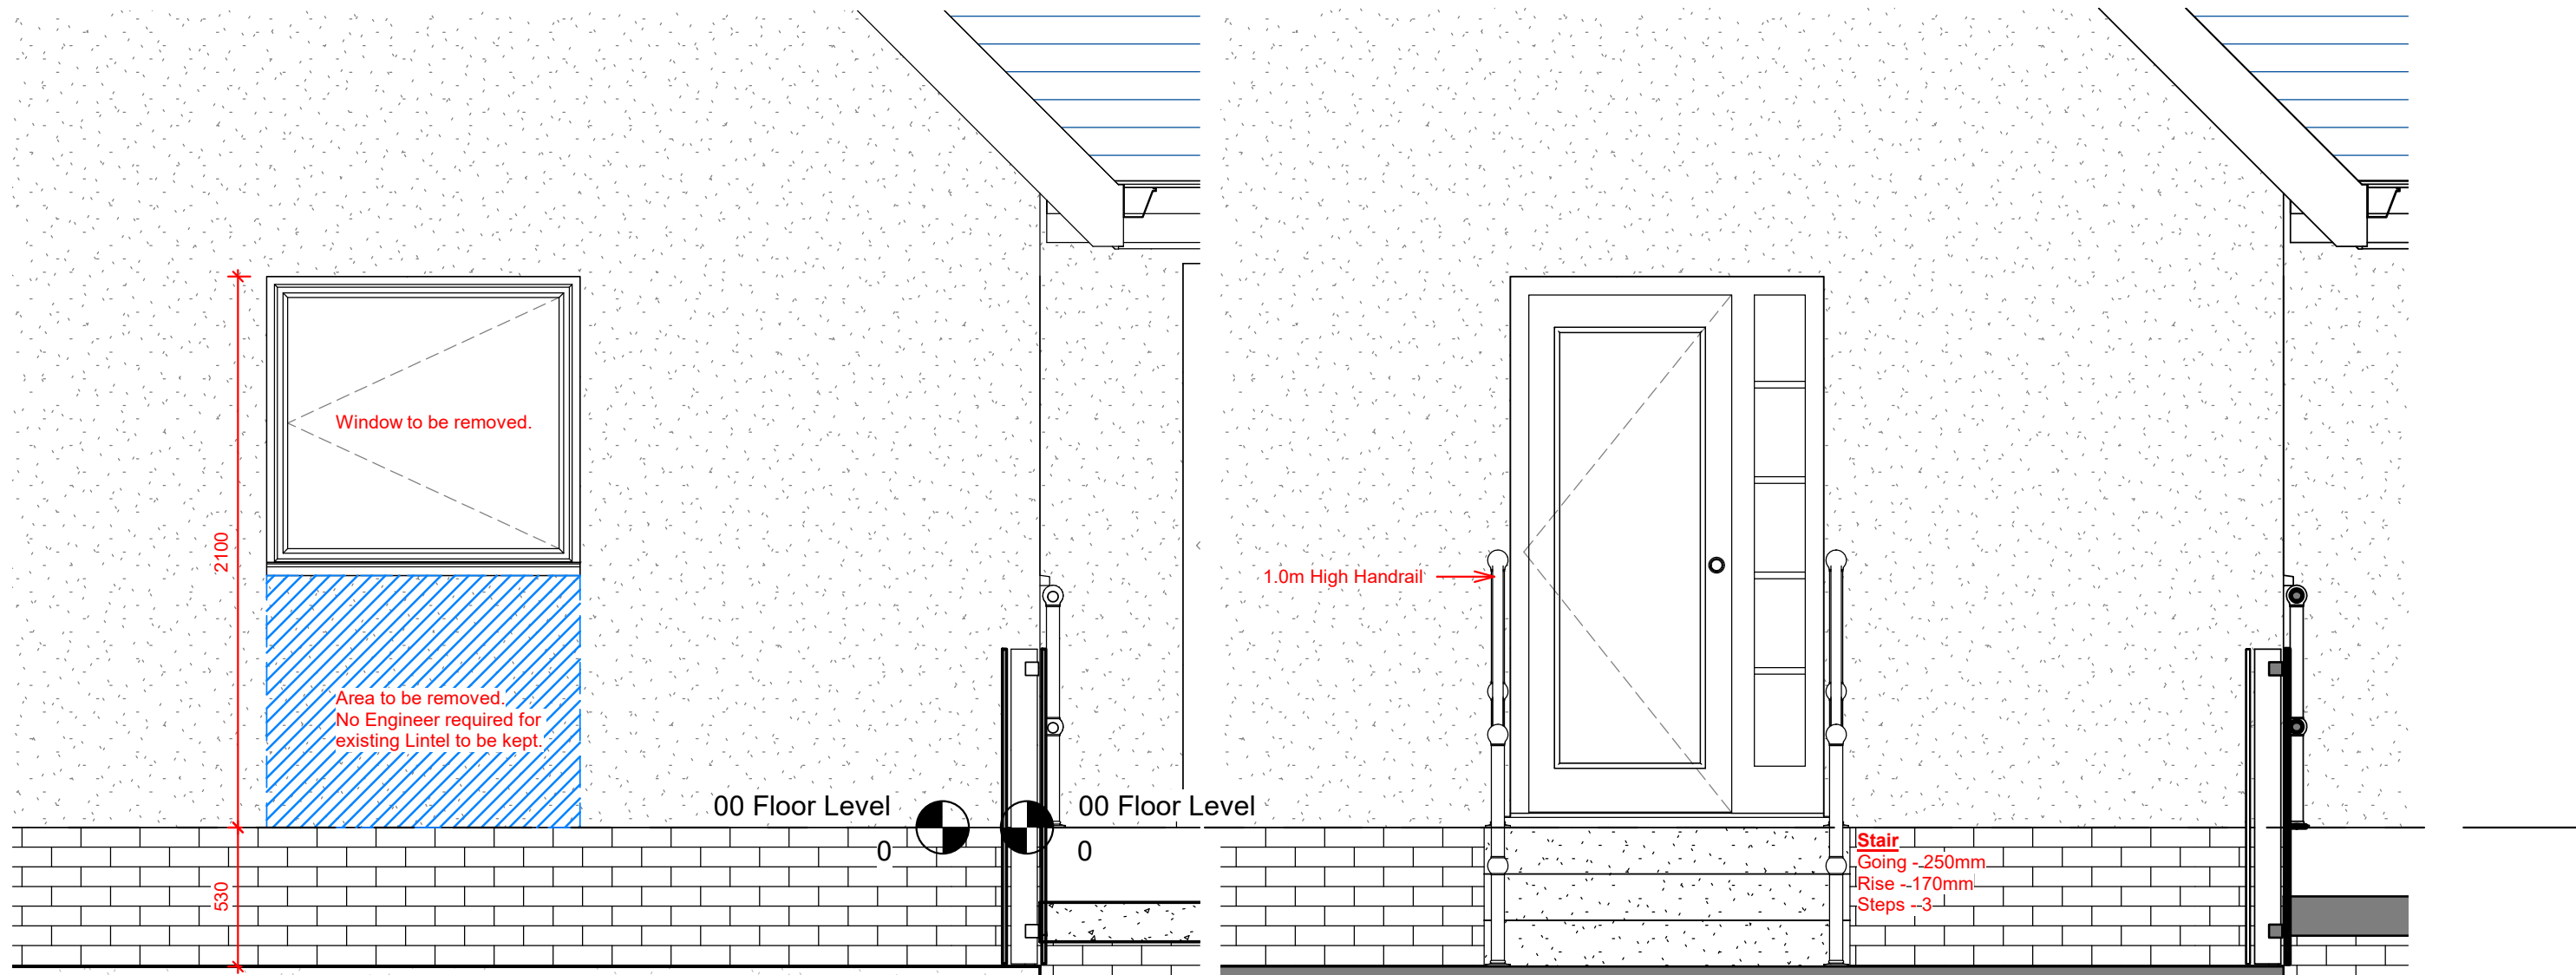 2100
Window to be removed.
Area to be removed.
No Engineer required for
existing Lintel to be kept.
530
00 Floor Level
0
00 Floor Level
0
1.0m High Handrail
Stair
Going - 250mm
Rise - 170mm
Steps - 3